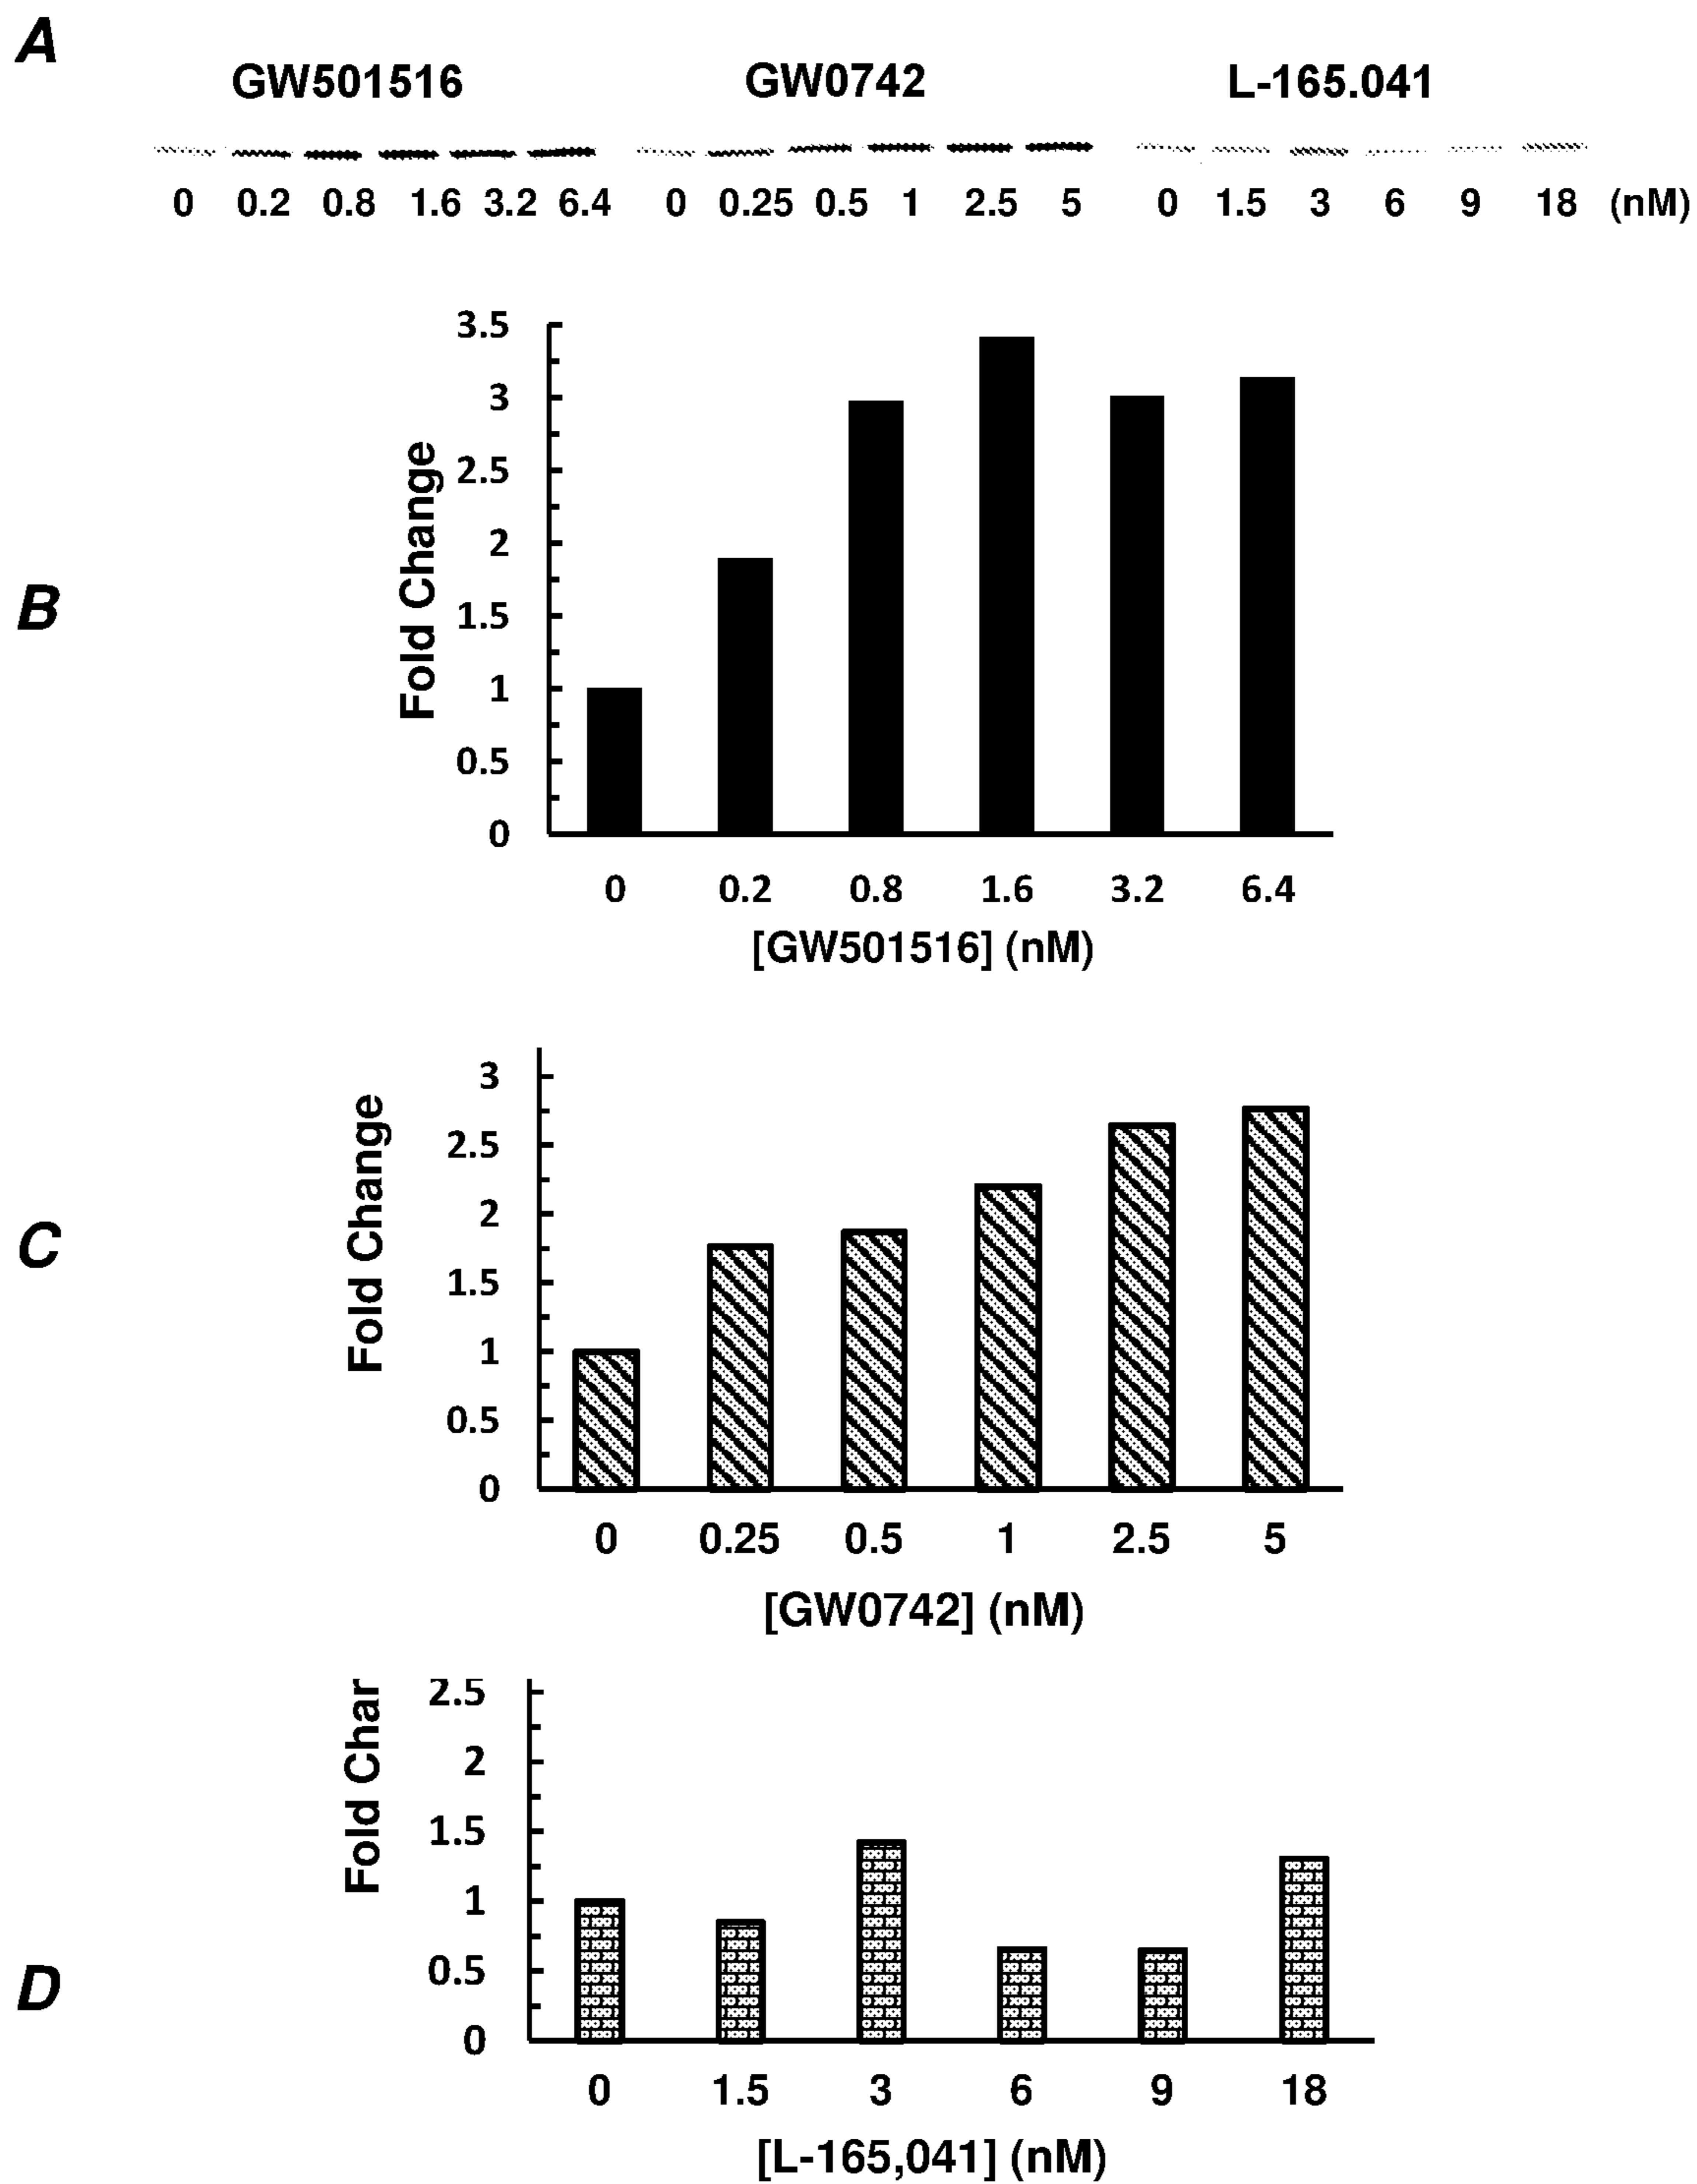 A
GW501516 GW0742 L-165.041
0 0.2 0.8 1.6 3.2 6.4 0 0.25 0.5 1 2.5 5 0 1.5 3 6 9 18 (nM)
B
Fold Change
3.5
3
2.5
2
1.5
1
0.5
0
0 0.2 0.8 1.6 3.2 6.4
[GW501516] (nM)
C
Fold Change
3
2.5
2
1.5
1
0.5
0
0 0.25 0.5 1 2.5 5
[GW0742] (nM)
D
Fold Char
2.5
2
1.5
1
0.5
0
0 1.5 3 6 9 18
[L-165,041] (nM)